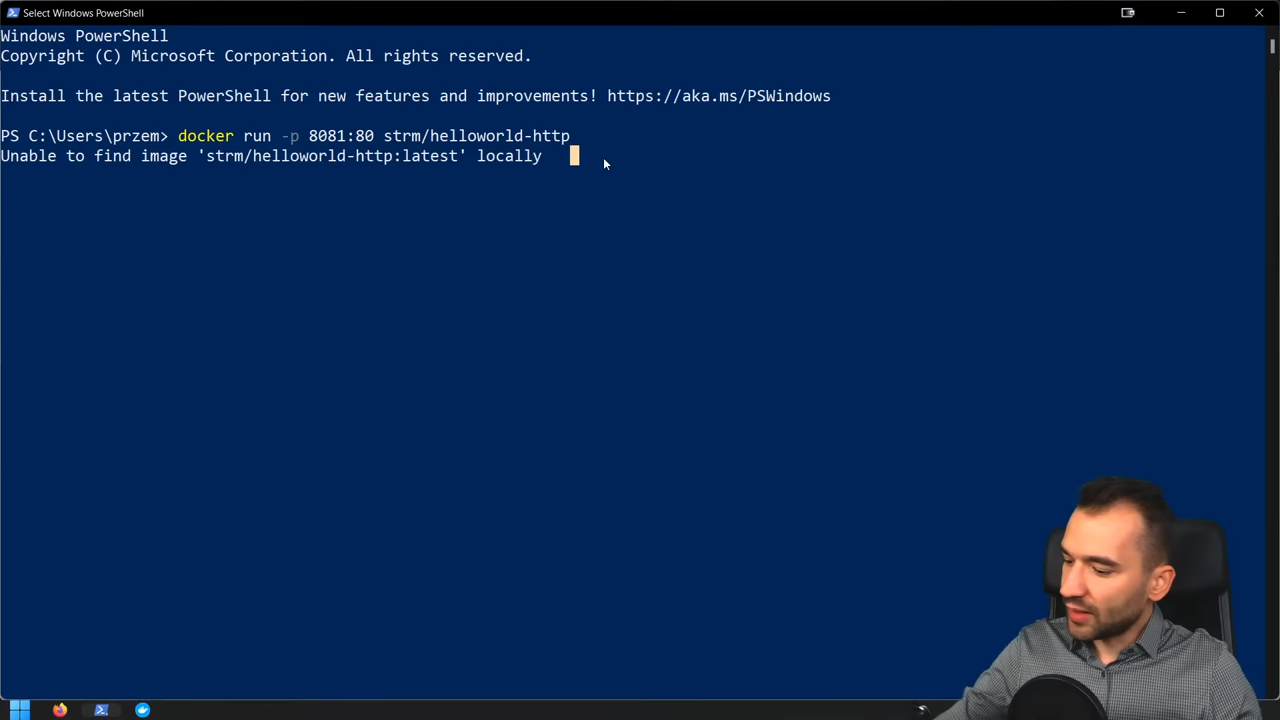 Select Windows PowerShell
Windows PowerShell
Copyright (C) Microsoft Corporation. All rights reserved.
Install the latest PowerShell for new features and improvements! https://aka.ms/PSWindows
PS C:\Users\przem> docker run -p 8081:80 strm/helloworld-http
Unable to find image 'strm/helloworld-http:latest' locally